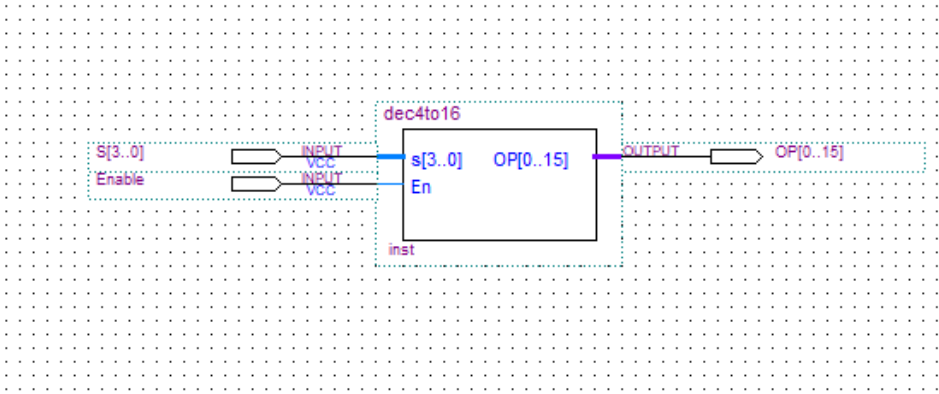 dec4to16
S[3..0] INPUT VCC s[3..0] OP[0..15] OUTPUT OP[0..15]
Enable INPUT VCC En
inst